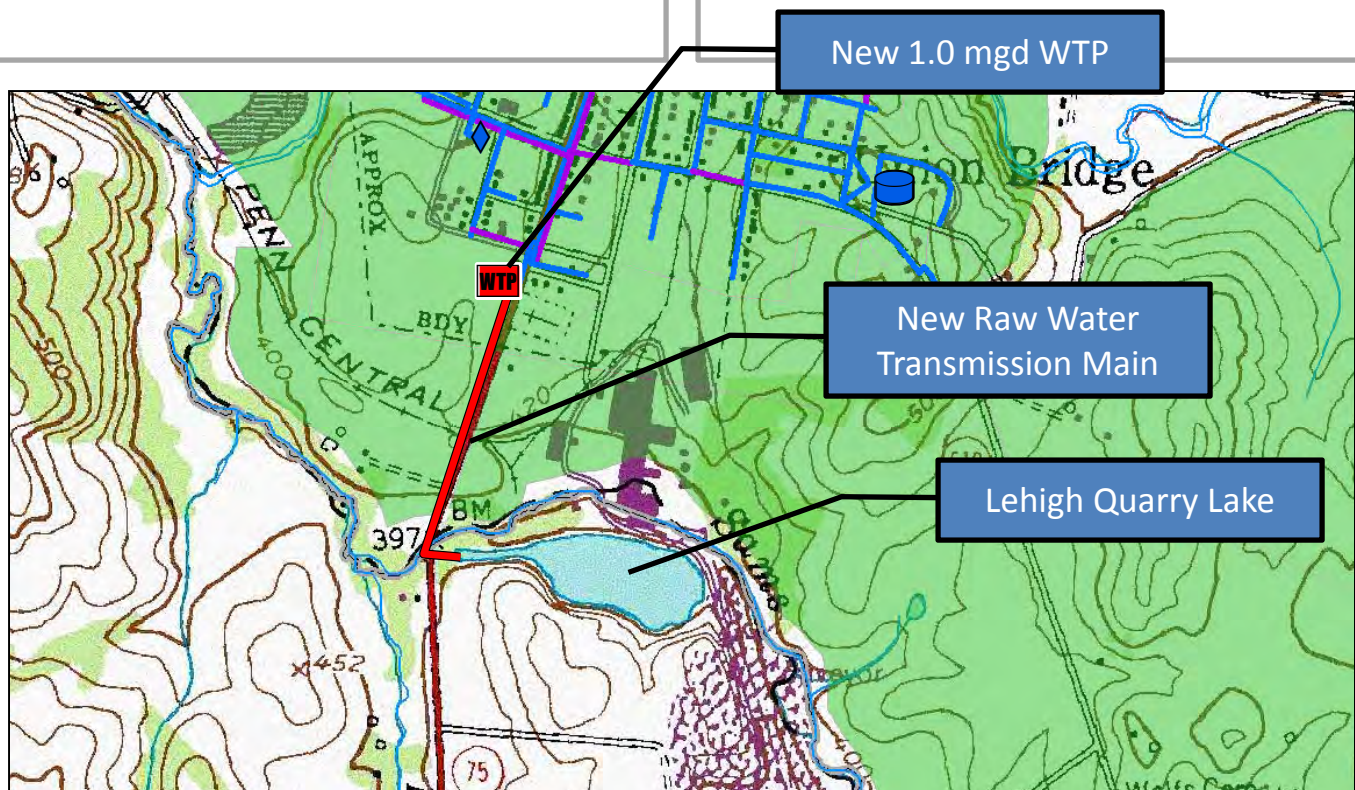 New 1.0 mgd WTP
Bridge
APPROX
PENN
WTP
BDY
New Raw Water
Transmission Main
CENTRAL
400
500
420
Lehigh Quarry Lake
BM
397
452
75